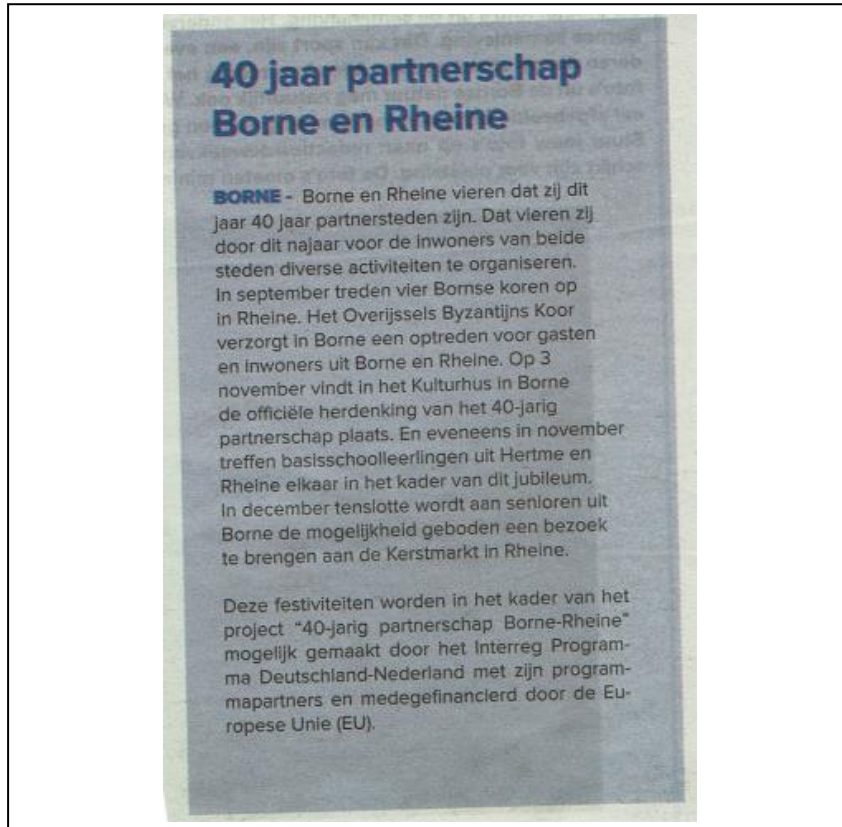 40 jaar partnerschap
Borne en Rheine
BORNE - Borne en Rheine vieren dat zij dit
jaar 40 jaar partnersteden zijn. Dat vieren zij
door dit najaar voor de inwoners van beide
steden diverse activiteiten te organiseren.
In september treden vier Bornse koren op
in Rheine. Het Overijssels Byzantijns Koor
verzorgt in Borne een optreden voor gasten
en inwoners uit Borne en Rheine. Op 3
november vindt in het Kulturhus in Borne
de officiële herdenking van het 40-jarig
partnerschap plaats. En eveneens in november
treffen basisschoolleerlingen uit Hertme en
Rheine elkaar in het kader van dit jubileum.
In december tenslotte wordt aan senioren uit
Borne de mogelijkheid geboden een bezoek
te brengen aan de Kerstmarkt in Rheine.
Deze festiviteiten worden in het kader van het
project “40-jarig partnerschap Borne-Rheine”
mogelijk gemaakt door het Interreg Program-
ma Deutschland-Nederland met zijn program-
mapartners en medegefinancierd door de Eu-
ropese Unie (EU).